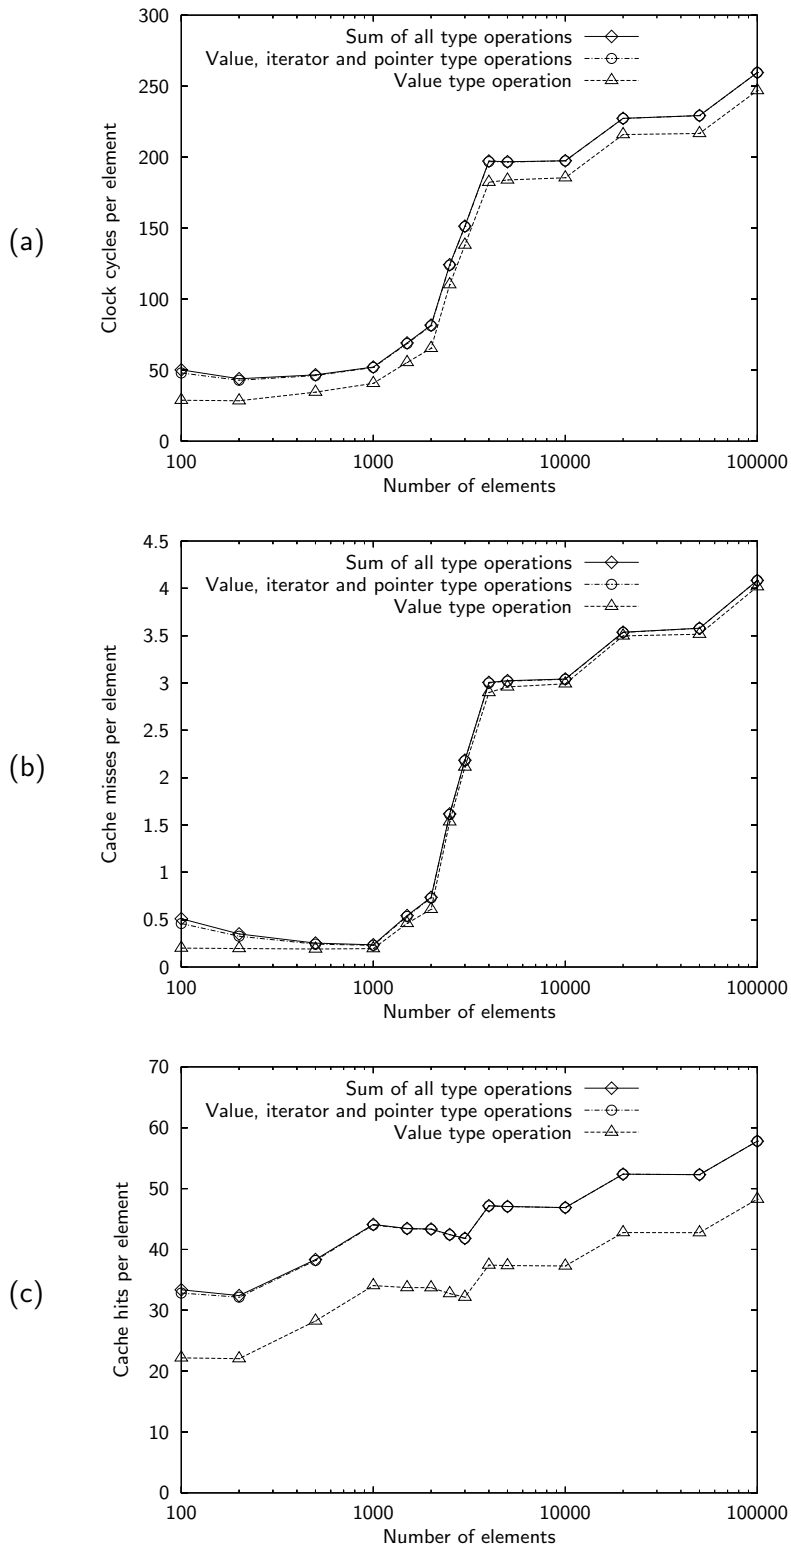 (a)
300
250
200
150
100
50
0
Clock cycles per element
Sum of all type operations
Value, iterator and pointer type operations
Value type operation
100 1000 10000 100000
Number of elements
(b)
4.5
4
3.5
3
2.5
2
1.5
1
0.5
0
Cache misses per element
Sum of all type operations
Value, iterator and pointer type operations
Value type operation
100 1000 10000 100000
Number of elements
(c)
70
60
50
40
30
20
10
0
Cache hits per element
Sum of all type operations
Value, iterator and pointer type operations
Value type operation
100 1000 10000 100000
Number of elements